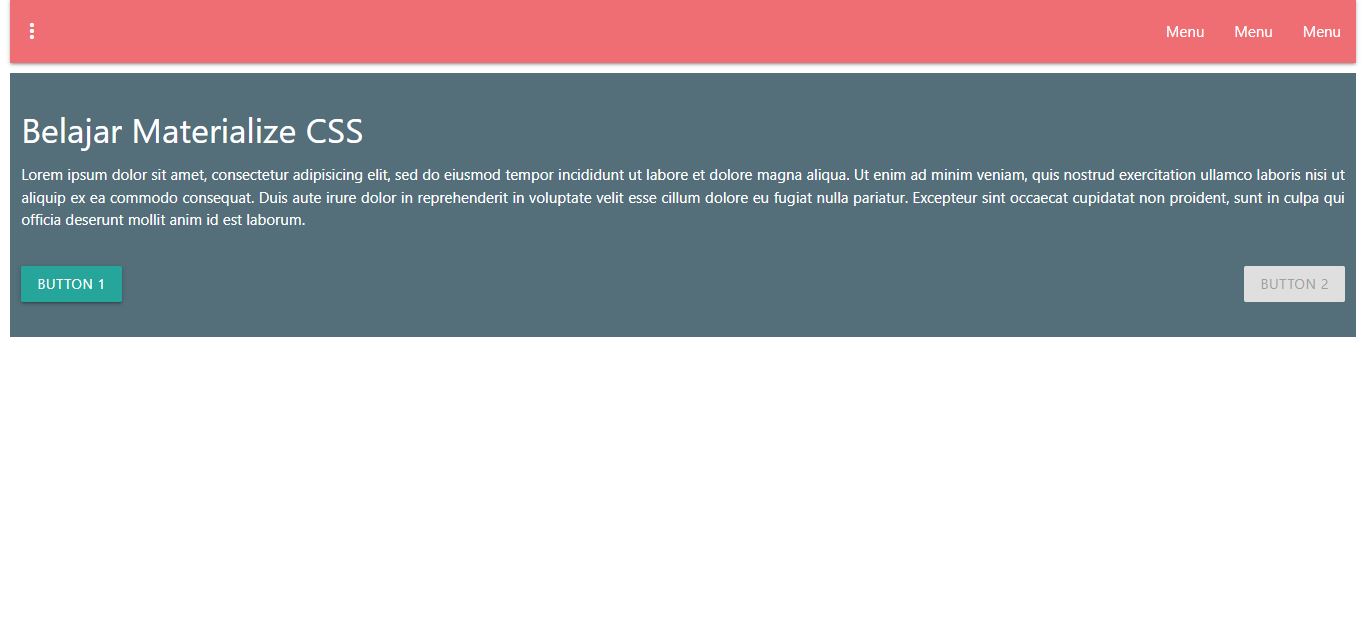 Menu Menu Menu
Belajar Materialize CSS
Lorem ipsum dolor sit amet, consectetur adipisicing elit, sed do eiusmod tempor incididunt ut labore et dolore magna aliqua. Ut enim ad minim veniam, quis nostrud exercitation ullamco laboris nisi ut
aliquip ex ea commodo consequat. Duis aute irure dolor in reprehenderit in voluptate velit esse cillum dolore eu fugiat nulla pariatur. Excepteur sint occaecat cupidatat non proident, sunt in culpa qui
officia deserunt mollit anim id est laborum.
BUTTON 1 BUTTON 2